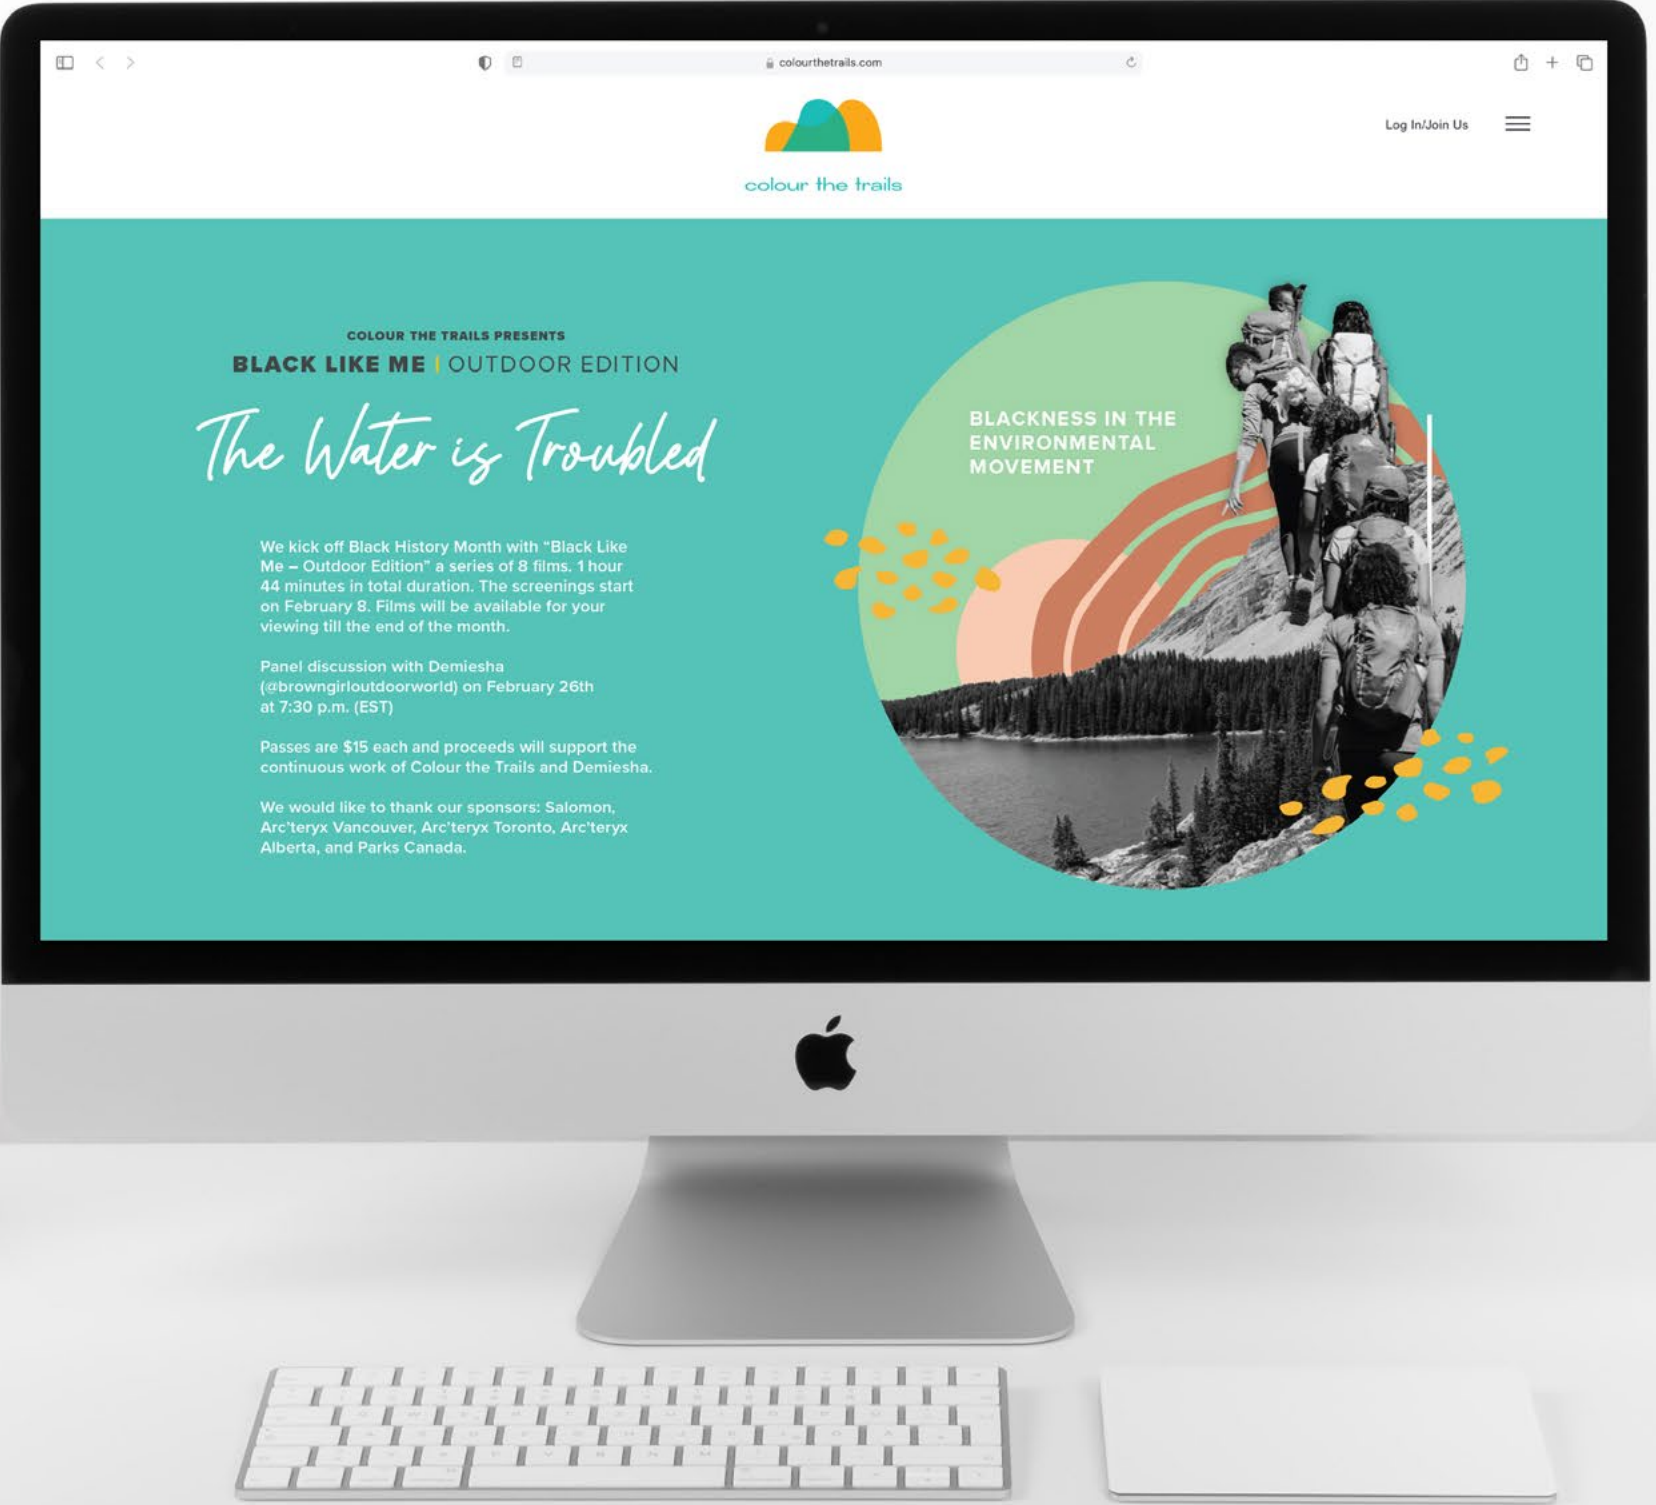 colourthetrails.com
Log In/Join Us
colour the trails
COLOUR THE TRAILS PRESENTS
BLACK LIKE ME | OUTDOOR EDITION
The Water is Troubled
We kick off Black History Month with “Black Like
Me – Outdoor Edition” a series of 8 films. 1 hour
44 minutes in total duration. The screenings start
on February 8. Films will be available for your
viewing till the end of the month.
Panel discussion with Demiesha
(@browngirloutdoorworld) on February 26th
at 7:30 p.m. (EST)
Passes are $15 each and proceeds will support the
continuous work of Colour the Trails and Demiesha.
We would like to thank our sponsors: Salomon,
Arc'teryx Vancouver, Arc'teryx Toronto, Arc'teryx
Alberta, and Parks Canada.
BLACKNESS IN THE
ENVIRONMENTAL
MOVEMENT